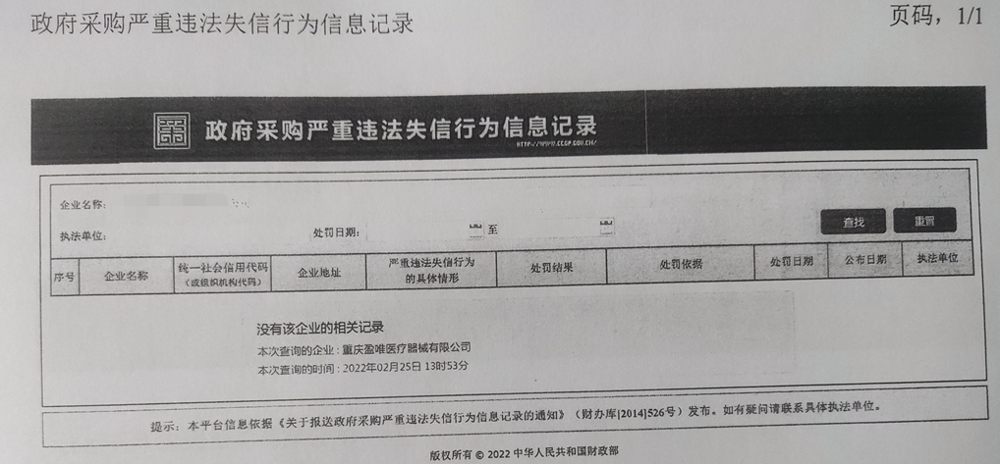 政府采购严重违法失信行为信息记录
页码，1/1
政府采购严重违法失信行为信息记录
HTTP://WWW.CCGP.GOV.CN/
企业名称：
执法单位：
处罚日期：
至
查找
重置
序号
企业名称
统一社会信用代码
（或组织机构代码）
企业地址
严重违法失信行为
的具体情形
处罚结果
处罚依据
处罚日期
公布日期
执法单位
没有该企业的相关记录
本次查询的企业：重庆盈唯医疗器械有限公司
本次查询的时间：2022年02月25日 13时53分
提示：本平台信息依据《关于报送政府采购严重违法失信行为信息记录的通知》（财办库[2014]526号）发布。如有疑问请联系具体执法单位。
版权所有 © 2022 中华人民共和国财政部